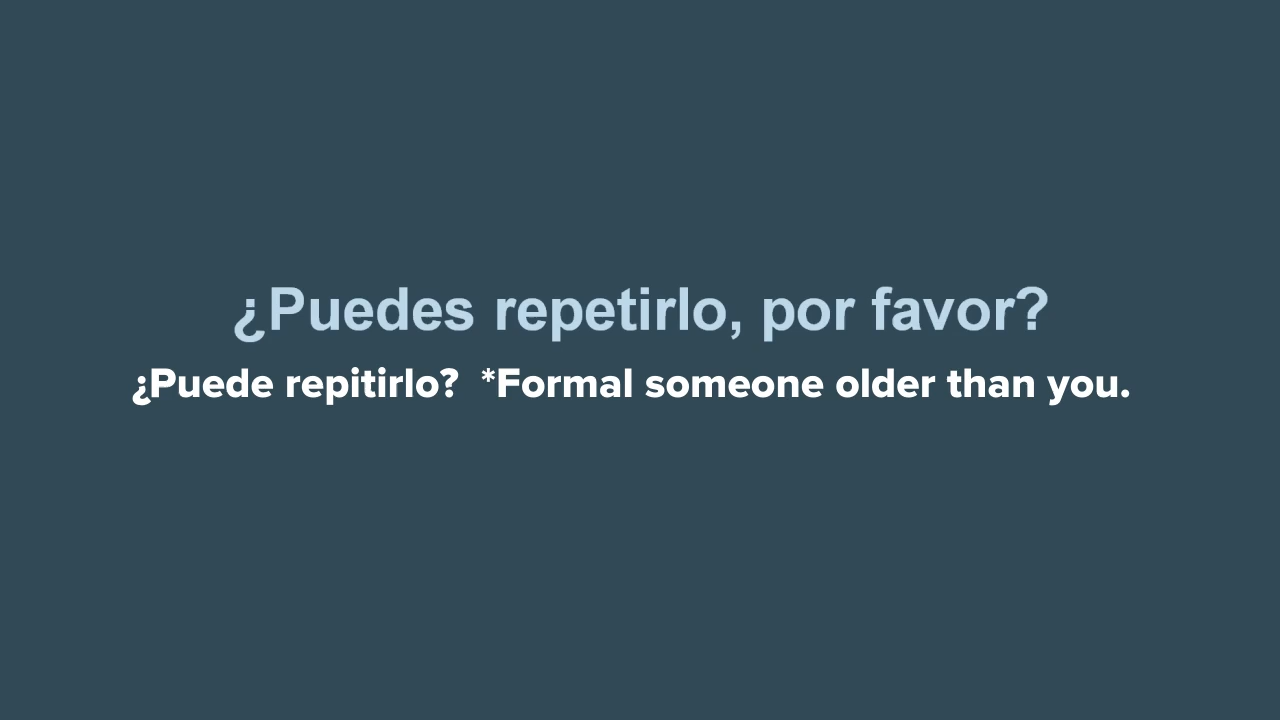 ¿Puedes repetirlo, por favor?
¿Puede repitirlo? *Formal someone older than you.